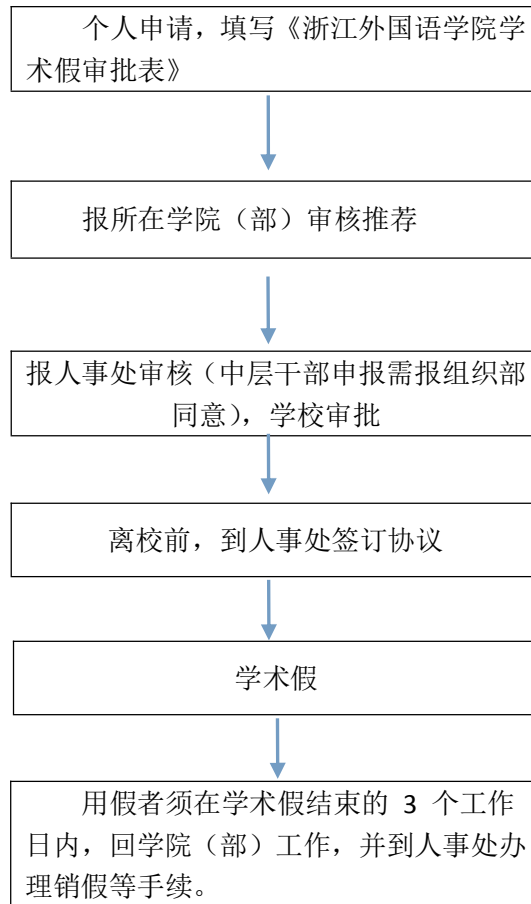 个人申请，填写《浙江外国语学院学
术假审批表》
报所在学院（部）审核推荐
报人事处审核（中层干部申报需报组织部
同意），学校审批
离校前，到人事处签订协议
学术假
用假者须在学术假结束的 3 个工作
日内，回学院（部）工作，并到人事处办
理销假等手续。